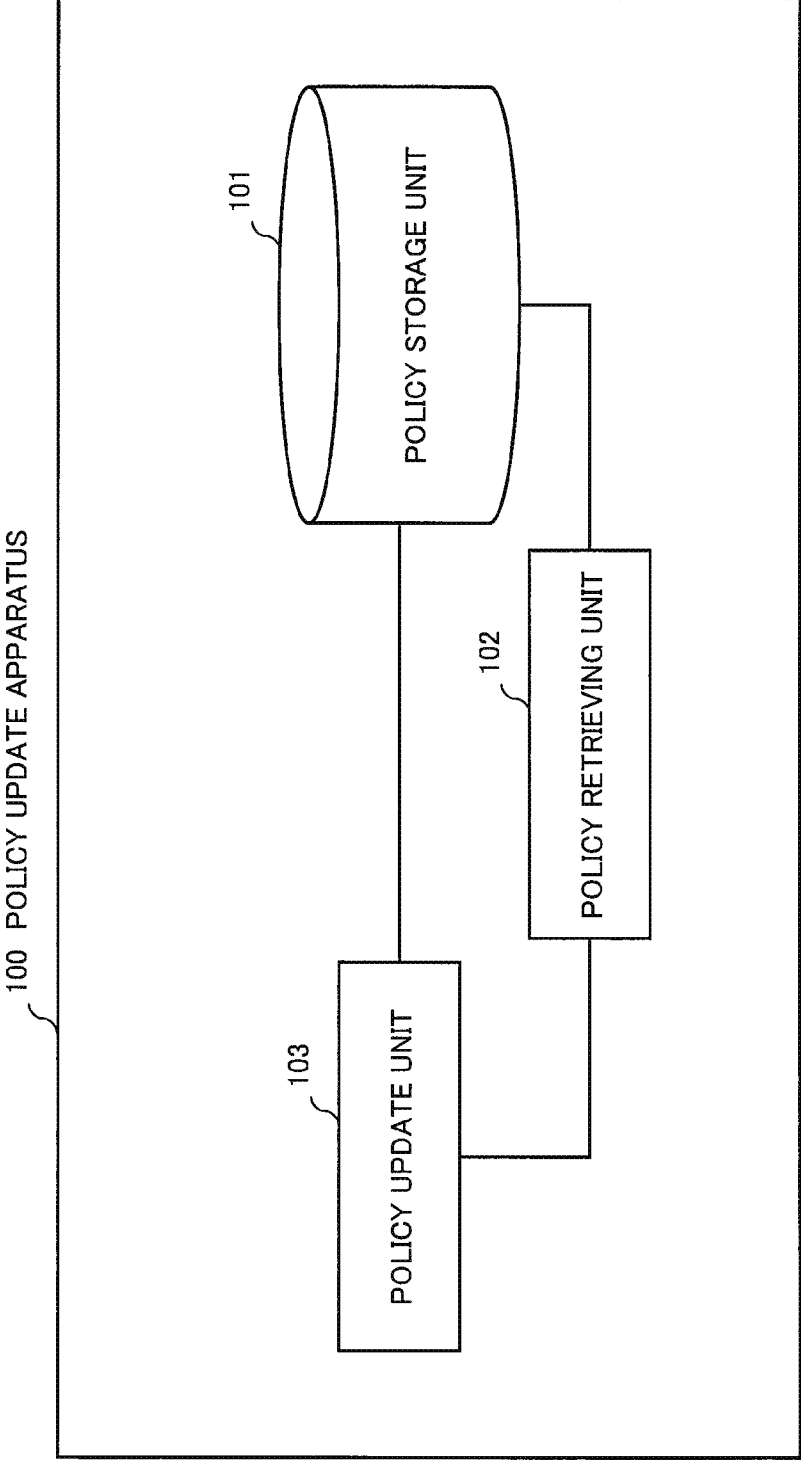 100 POLICY UPDATE APPARATUS
103
POLICY UPDATE UNIT
101
POLICY STORAGE UNIT
102
POLICY RETRIEVING UNIT